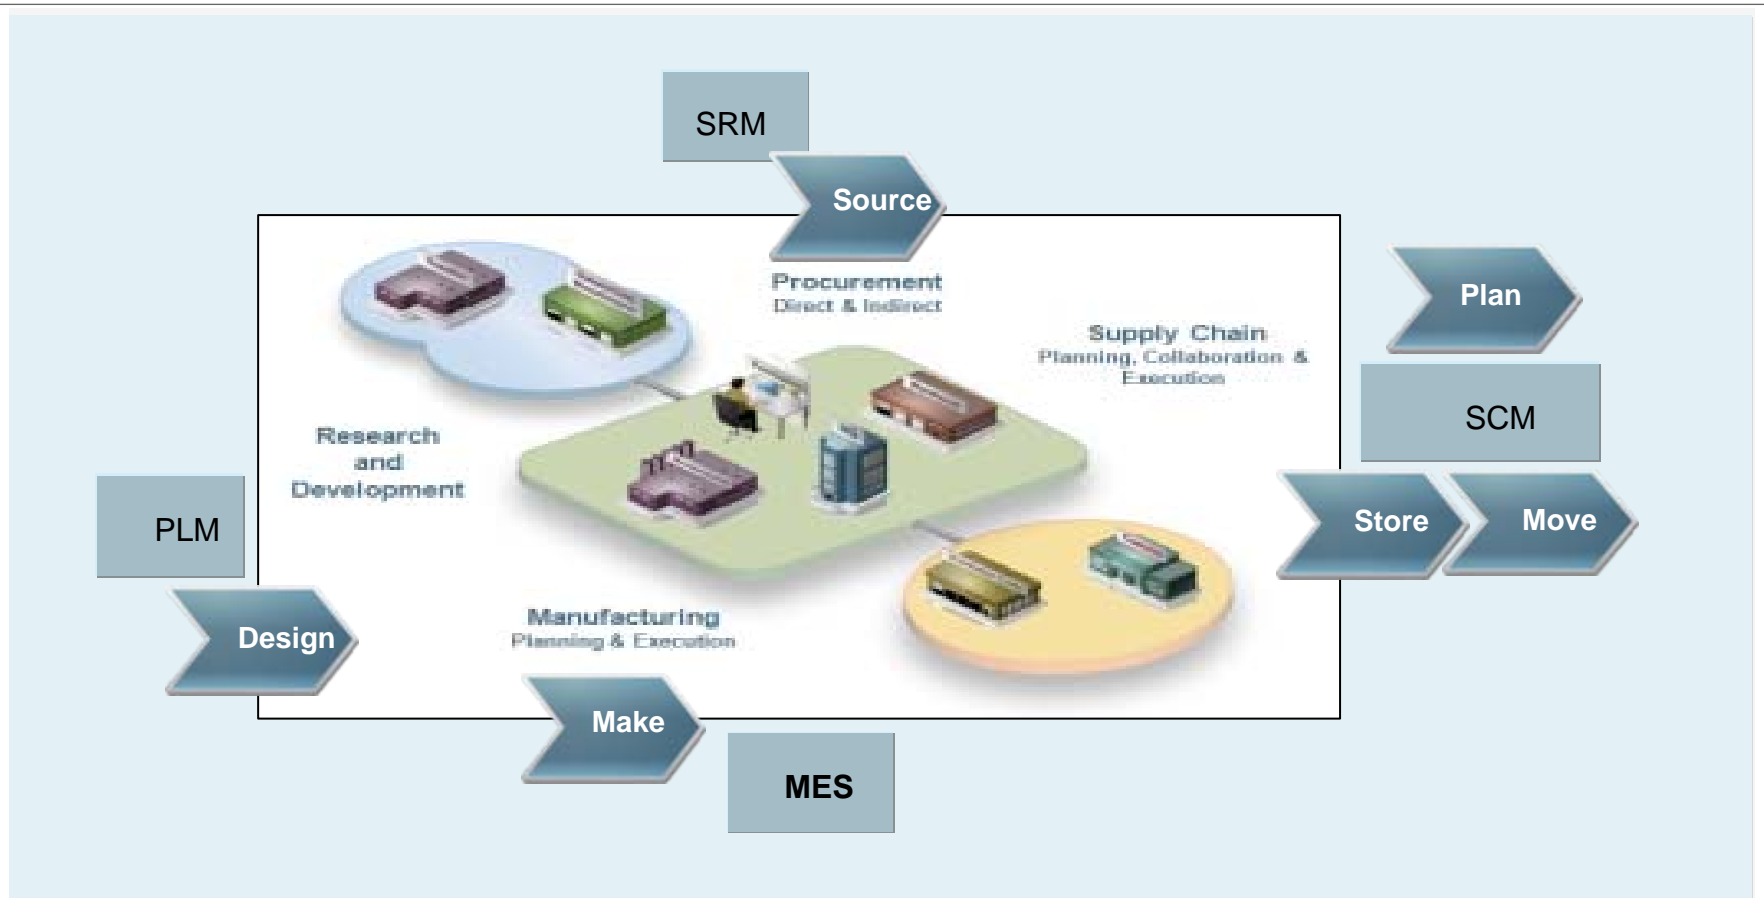 SRM
Source
Procurement
Direct & Indirect
Plan
Supply Chain
Planning, Collaboration &
Execution
SCM
Research
and
Development
PLM
Store
Move
Design
Manufacturing
Planning & Execution
Make
MES